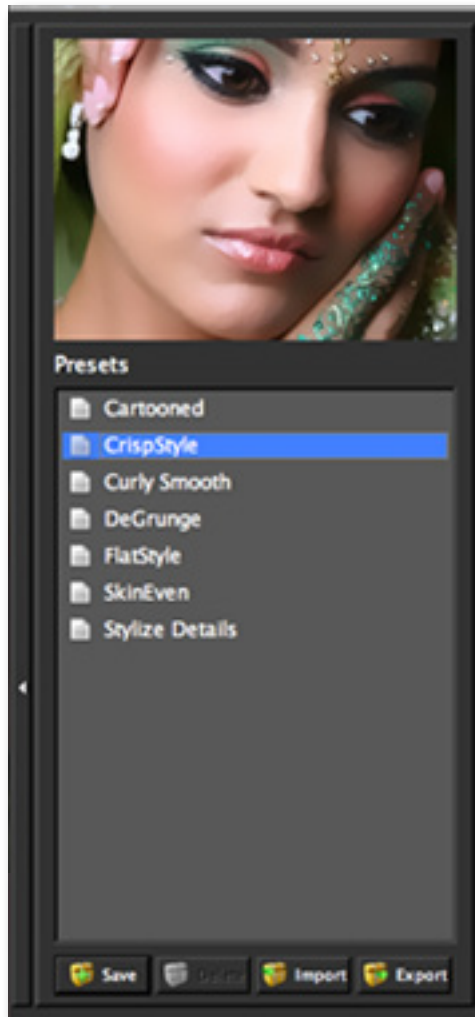 Presets
Cartooned
CrispStyle
Curly Smooth
DeGrunge
FlatStyle
SkinEven
Stylize Details
Save Import Export